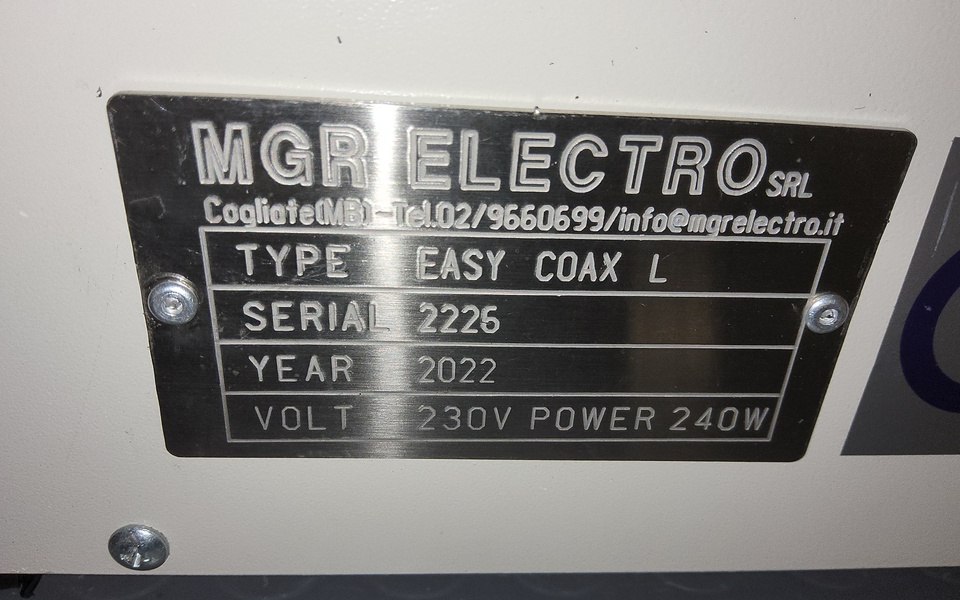 MGR ELECTRO SRL
Cogliate(MB)-Tel.02/9660699/info@mgrelectro.it
TYPE EASY COAX L
SERIAL 2226
YEAR 2022
VOLT 230V POWER 240W